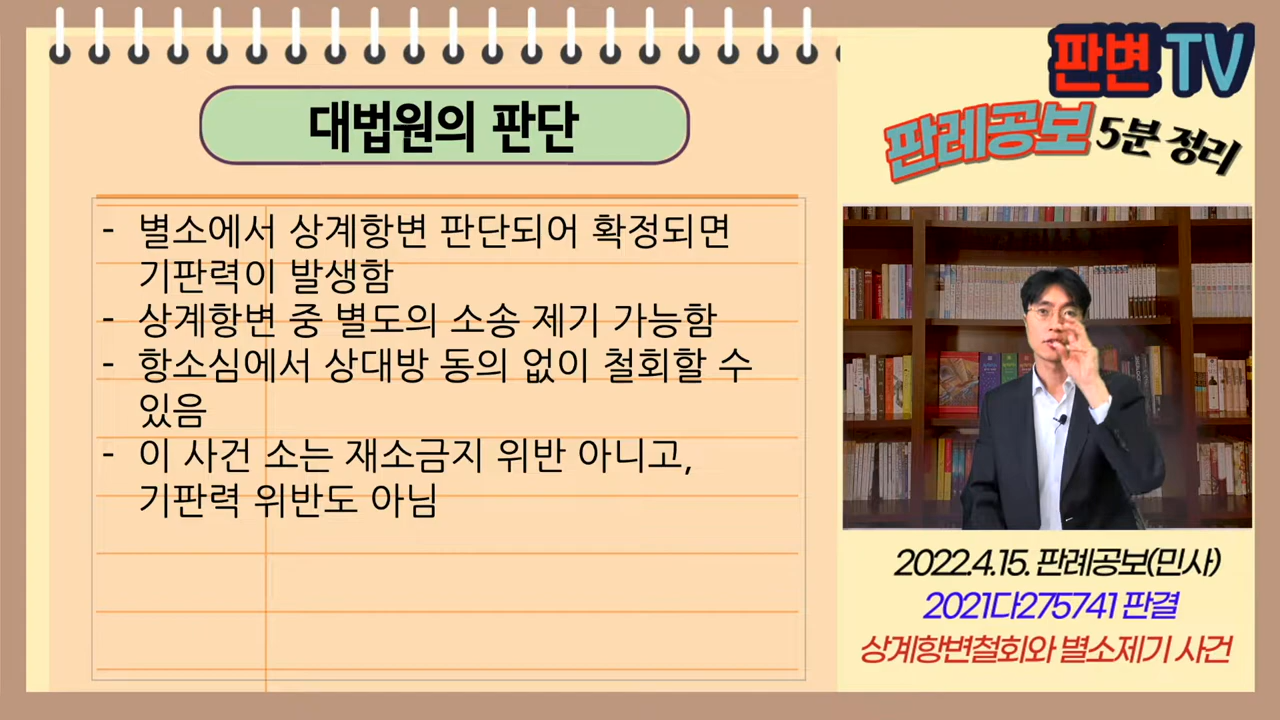 대법원의 판단
- 별소에서 상계항변 판단되어 확정되면
기판력이 발생함
- 상계항변 중 별도의 소송 제기 가능함
- 항소심에서 상대방 동의 없이 철회할 수
있음
- 이 사건 소는 재소금지 위반 아니고,
기판력 위반도 아님
판변 TV
판례공보 5분 정리
2022.4.15. 판례공보(민사)
2021다275741 판결
상계항변철회와 별소제기 사건